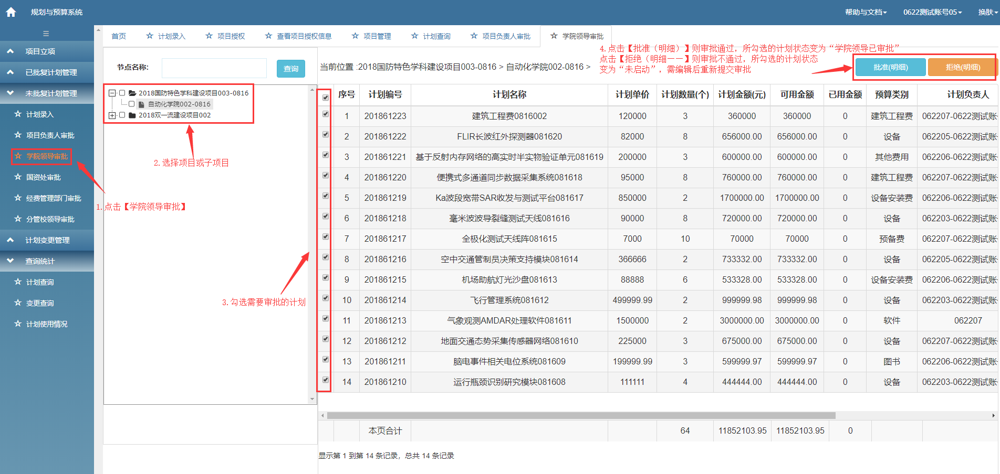 规划与预算系统
帮助与文档 0622测试账号05 换肤
首页 计划录入 项目授权 查看项目授权信息 项目管理 计划查询 项目负责人审批 学院领导审批
项目立项
已批复计划管理
未批复计划管理
计划录入
项目负责人审批
学院领导审批
国资处审批
经费管理部门审批
分管校领导审批
计划变更管理
查询统计
计划查询
变更查询
计划使用情况
节点名称: 查询
2018国防特色学科建设项目003-0816
自动化学院002-0816
2018双一流建设项目002
1.点击【学院领导审批】
2.选择项目或子项目
3.勾选需要审批的计划
4.点击【批准（明细）】则审批通过，所勾选的计划状态变为“学院领导已审批”
点击【拒绝（明细一一】则审批不通过，所勾选的计划状态
变为“未启动”，需编辑后重新提交审批
当前位置 :2018国防特色学科建设项目003-0816 > 自动化学院002-0816 >
批准(明细) 拒绝(明细)
序号 计划编号 计划名称 计划单价 计划数量(个) 计划金额(元) 可用金额 已用金额 预算类别 计划负责人
1 201861223 建筑工程费0816002 120000 3 360000 360000 0 建筑工程费 062207-0622测试账
2 201861222 FLIR长波红外探测器081620 82000 8 656000.00 656000.00 0 设备 062205-0622测试账
3 201861221 基于反射内存网络的高实时半实物验证单元081619 200000 3 600000.00 600000.00 0 其他费用 062206-0622测试账
4 201861220 便携式多通道同步数据采集系统081618 95000 8 760000.00 760000.00 0 建筑工程费 062207-0622测试账
5 201861219 Ka波段宽带SAR收发与测试平台081617 850000 2 1700000.00 1700000.00 0 设备安装费 062206-0622测试账
6 201861218 毫米波波导裂缝测试天线081616 90000 8 720000.00 720000.00 0 设备 062203-0622测试账
7 201861217 全极化测试天线阵081615 7000 10 70000 70000 0 预备费 062207-0622测试账
8 201861216 空中交通管制员决策支持模块081614 366666 2 733332.00 733332.00 0 设备 062205-0622测试账
9 201861215 机场助航灯光沙盘081613 88888 6 533328.00 533328.00 0 设备安装费 062206-0622测试账
10 201861214 飞行管理系统081612 499999.99 2 999999.98 999999.98 0 设备 062203-0622测试账
11 201861213 气象观测AMDAR处理软件081611 1500000 2 3000000.00 3000000.00 0 软件 062207
12 201861212 地面交通态势采集传感器网络081610 225000 3 675000.00 675000.00 0 设备 062207-0622测试账
13 201861211 脑电事件相关电位系统081609 199999.99 3 599999.97 599999.97 0 图书 062206-0622测试账
14 201861210 运行瓶颈识别研究模块081608 111111 4 444444.00 444444.00 0 设备 062203-0622测试账
本页合计 64 11852103.95 11852103.95 0
显示第 1 到第 14 条记录，总共 14 条记录